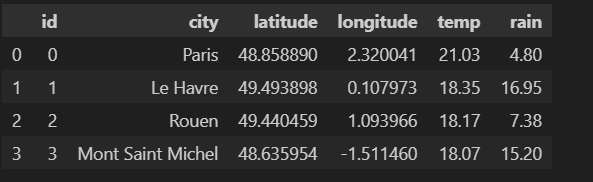 id city latitude longitude temp rain
0 0 Paris 48.858890 2.320041 21.03 4.80
1 1 Le Havre 49.493898 0.107973 18.35 16.95
2 2 Rouen 49.440459 1.093966 18.17 7.38
3 3 Mont Saint Michel 48.635954 -1.511460 18.07 15.20